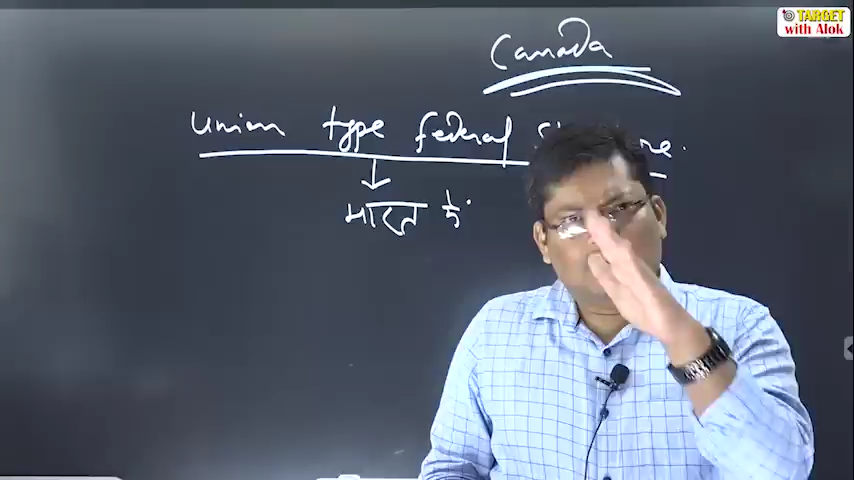 TARGET
with Alok
Canada
Union type federal
भारत में